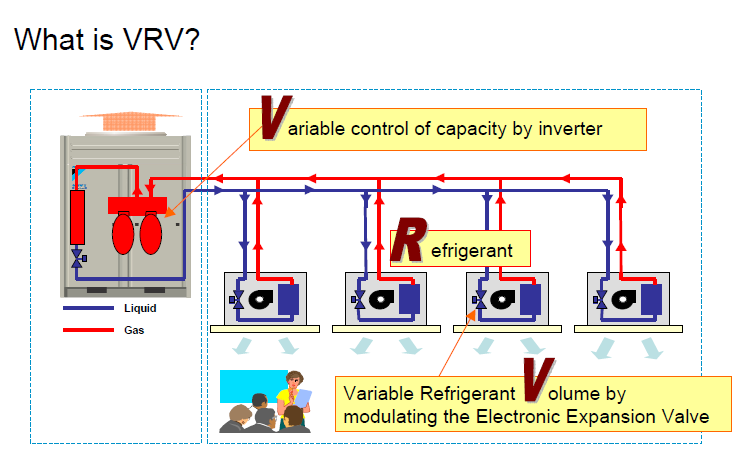 What is VRV?
Variable control of capacity by inverter
Refrigerant
Liquid
Gas
Variable Refrigerant Volume by
modulating the Electronic Expansion Valve